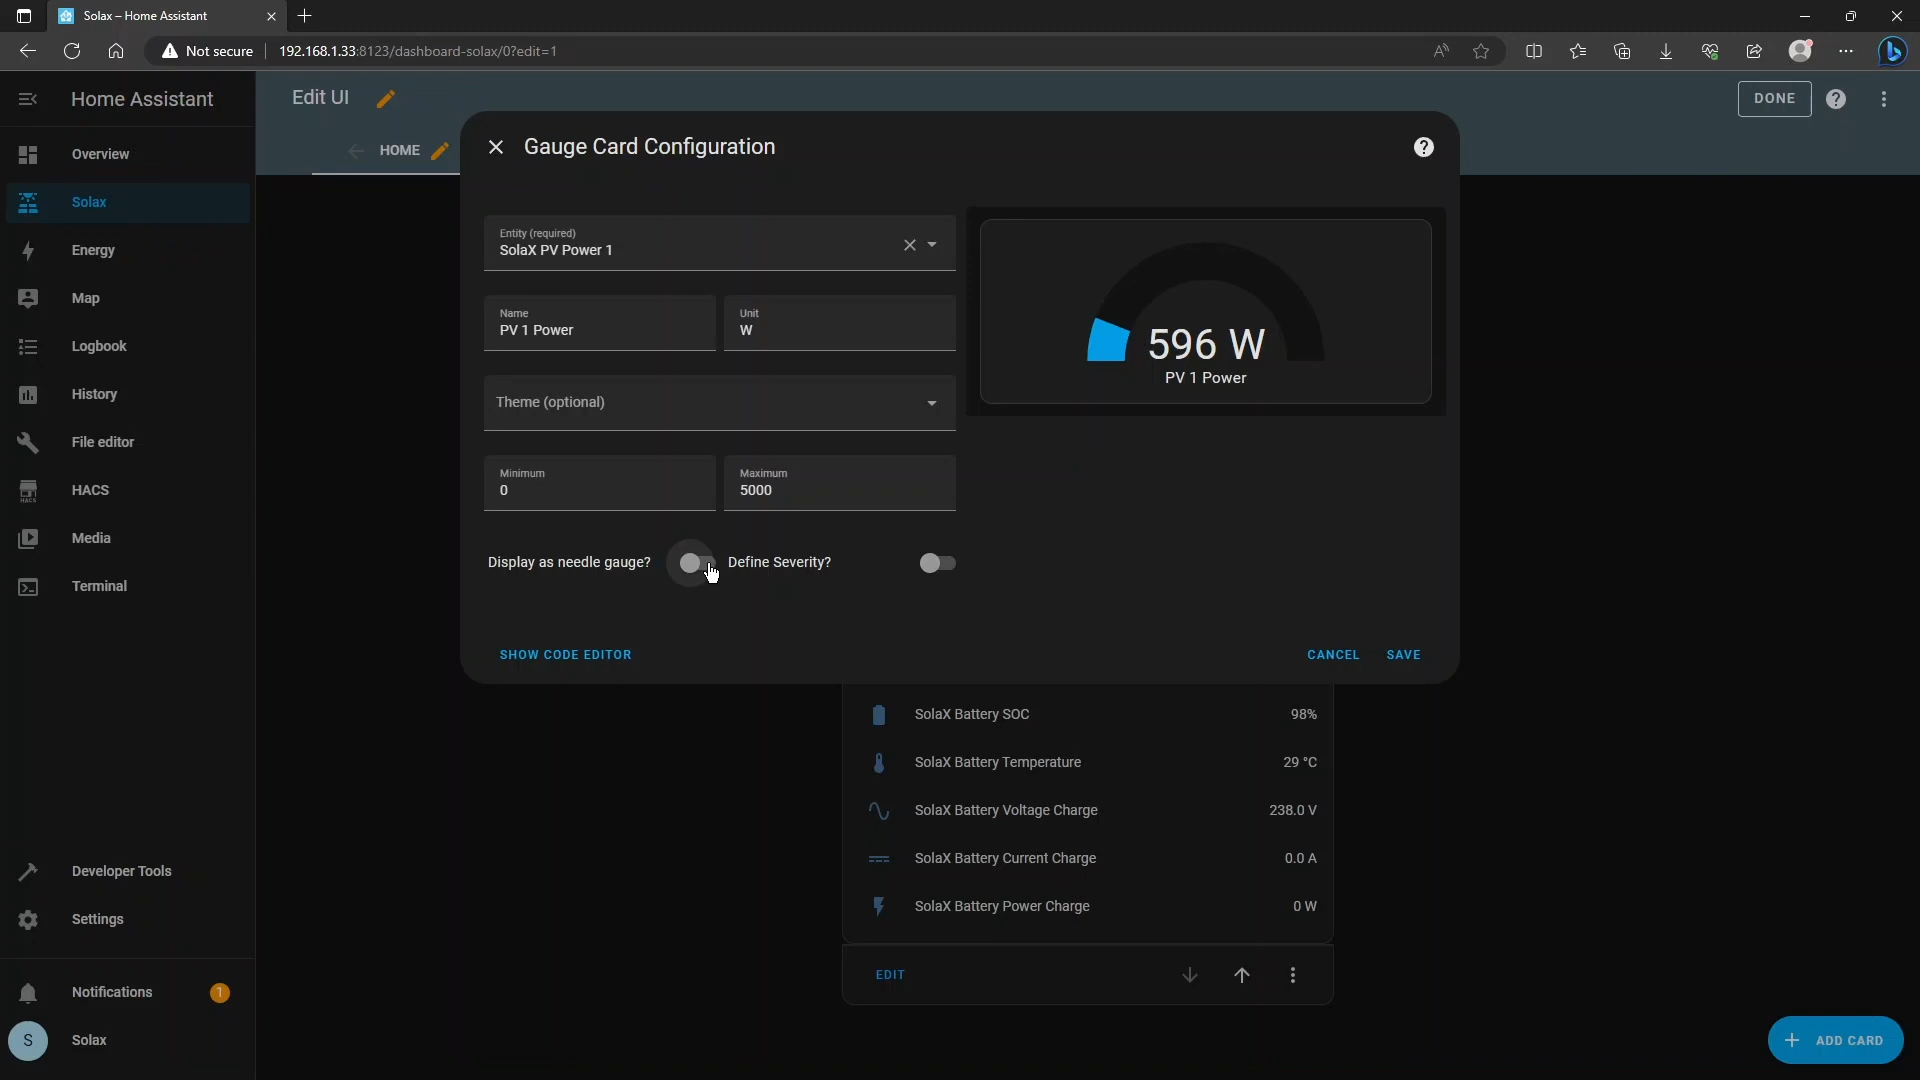 Solax – Home Assistant
Not secure
192.168.1.33:8123/dashboard-solax/0?edit=1
Home Assistant
Edit UI
DONE
HOME
Overview
Solax
Energy
Map
Logbook
History
File editor
HACS
Media
Terminal
Developer Tools
Settings
Notifications
1
S
Solax
Gauge Card Configuration
Entity (required)
SolaX PV Power 1
Name
PV 1 Power
Unit
W
Theme (optional)
Minimum
0
Maximum
5000
Display as needle gauge?
Define Severity?
596 W
PV 1 Power
SHOW CODE EDITOR
CANCEL
SAVE
SolaX Battery SOC
98%
SolaX Battery Temperature
29 °C
SolaX Battery Voltage Charge
238.0 V
SolaX Battery Current Charge
0.0 A
SolaX Battery Power Charge
0 W
EDIT
ADD CARD